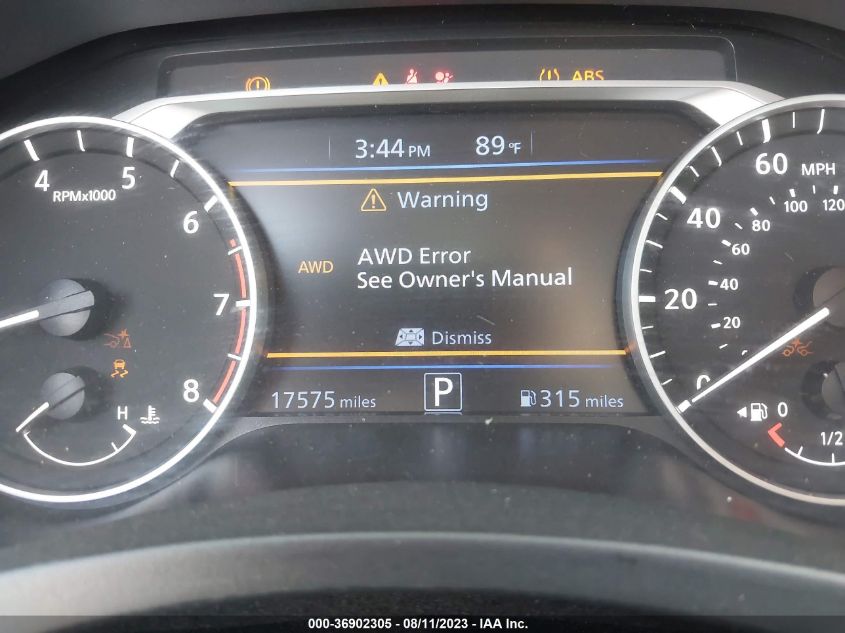 ABS
3:44 PM 89 °F
Warning
AWD AWD Error
See Owner's Manual
Dismiss
17575 miles P 315 miles
4 5 6 7 8
RPMx1000
H
0 20 40 60
MPH
20 40 60 80 100 120
0 1/2
000-36902305 - 08/11/2023 - IAA Inc.